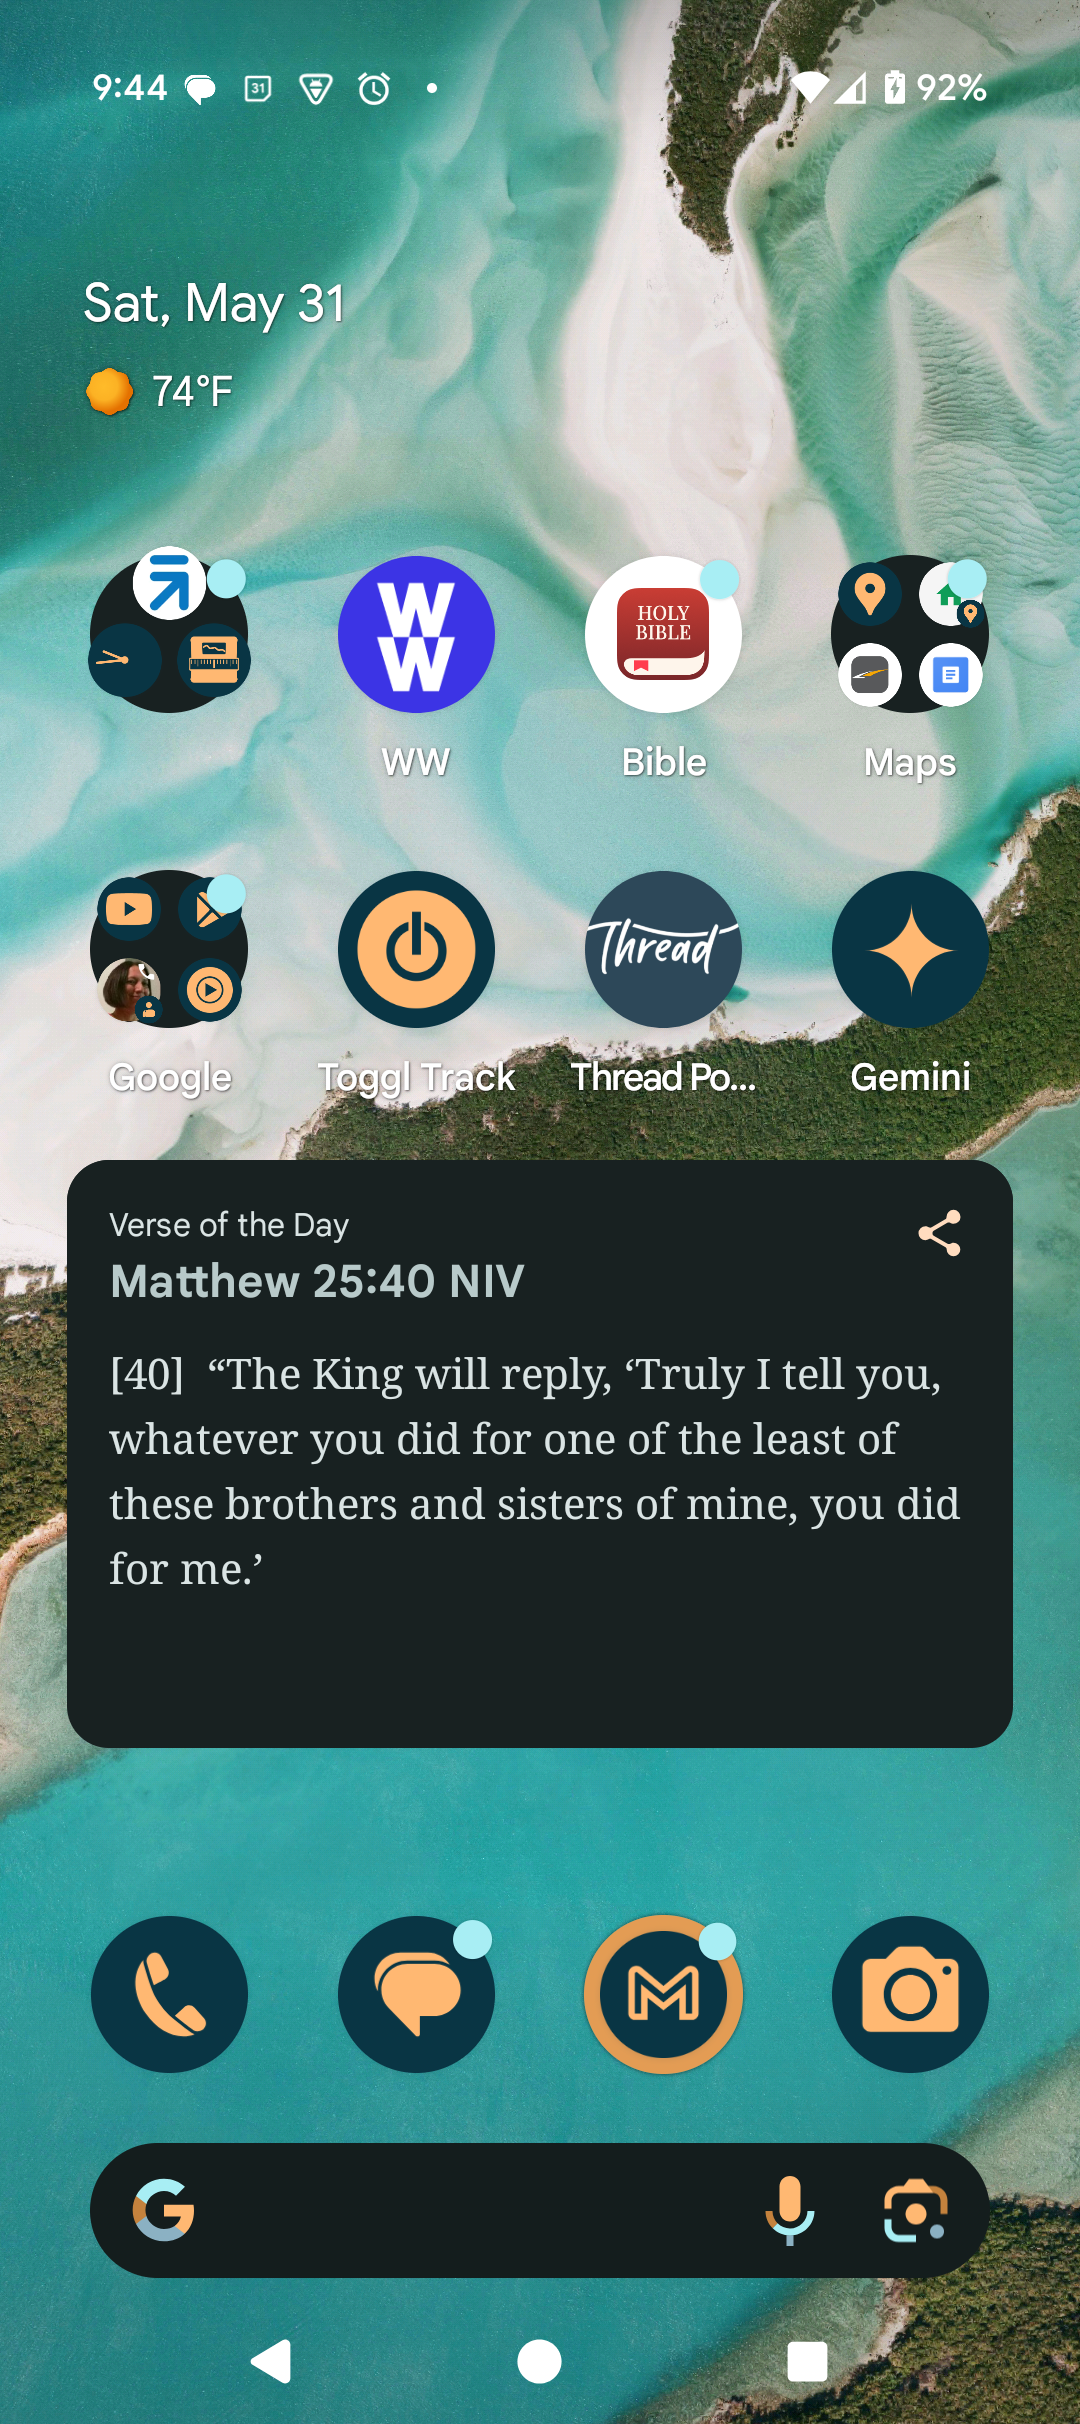 9:44
31
92%
Sat, May 31
74°F
W
W
HOLY
BIBLE
WW
Bible
Maps
Thread
Google
Toggl Track
Thread Po...
Gemini
Verse of the Day
Matthew 25:40 NIV
[40] “The King will reply, ‘Truly I tell you,
whatever you did for one of the least of
these brothers and sisters of mine, you did
for me.’